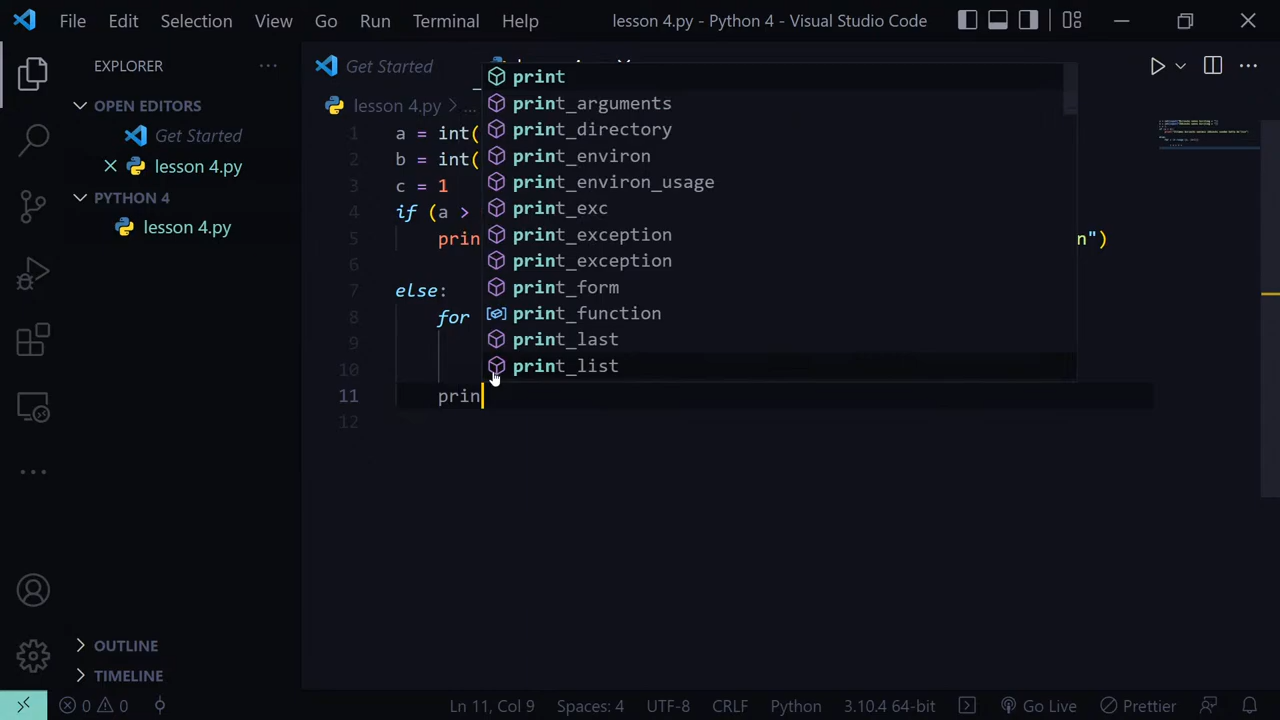 File Edit Selection View Go Run Terminal Help lesson 4.py - Python 4 - Visual Studio Code
EXPLORER
OPEN EDITORS
Get Started
lesson 4.py
PYTHON 4
lesson 4.py
OUTLINE
TIMELINE
Get Started
lesson 4.py > ...
1 a = int(
2 b = int(
3 c = 1
4 if (a >
5 prin n")
6
7 else:
8 for
9
10
11 prin
12
print
print_arguments
print_directory
print_environ
print_environ_usage
print_exc
print_exception
print_exception
print_form
print_function
print_last
print_list
0 0 Ln 11, Col 9 Spaces: 4 UTF-8 CRLF Python 3.10.4 64-bit Go Live Prettier